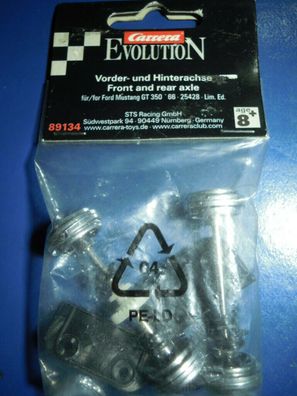 Carrera
EVOLUTION
Vorder- und Hinterachse
Front and rear axle
für/for Ford Mustang GT 350 ´66 · 25428 - Lim. Ed.
STS Racing GmbH
Südwestpark 94 · 90449 Nürnberg · Germany
www.carrera-toys.com · www.carreraclub.com
89134
age
8+
04
PE-LD